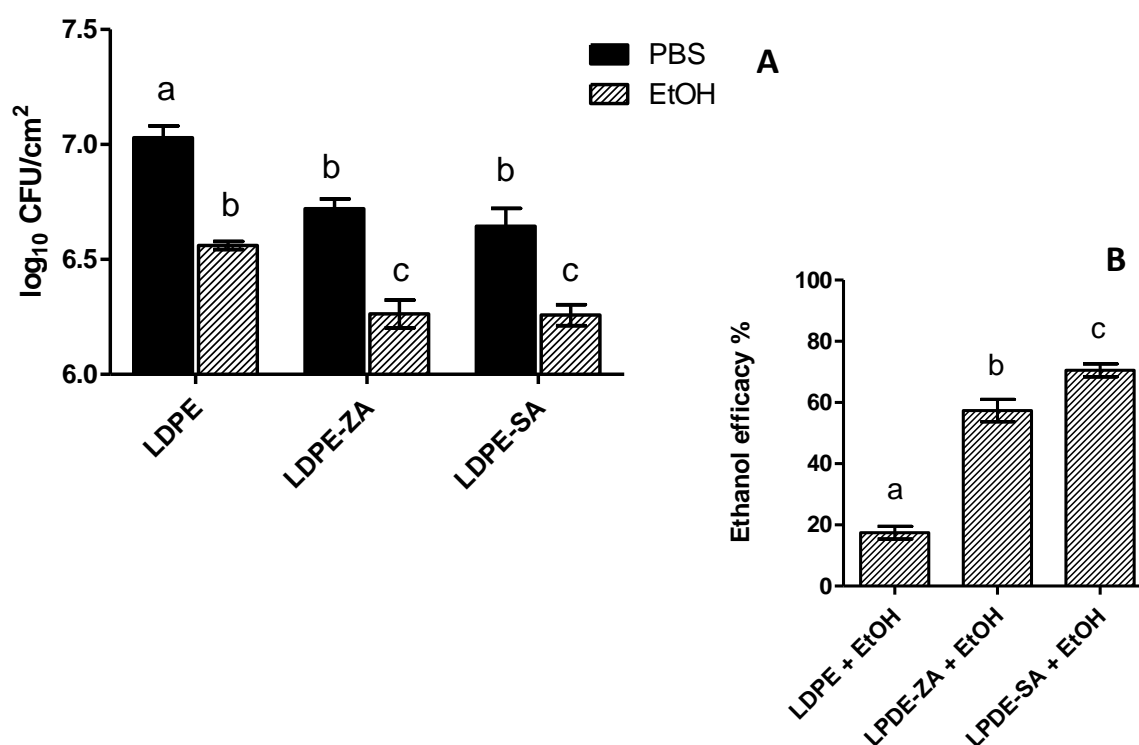 7.5
7.0
6.5
6.0
log₁₀ CFU/cm²
PBS
EtOH
A
a
b
b
c
b
c
LDPE
LDPE-ZA
LDPE-SA
B
100
80
60
40
20
0
Ethanol efficacy %
a
b
c
LDPE + EtOH
LPDE-ZA + EtOH
LPDE-SA + EtOH